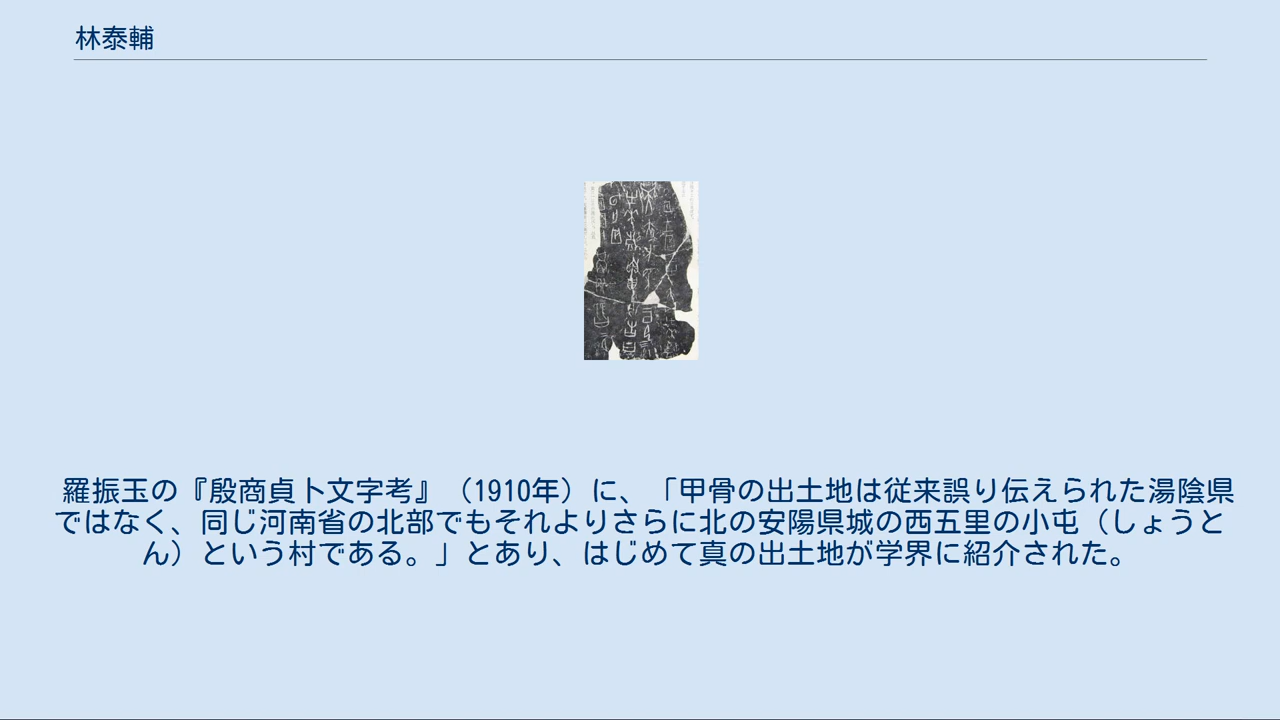 林泰輔
羅振玉の『殷商貞卜文字考』（1910年）に、「甲骨の出土地は従来誤り伝えられた湯陰県
ではなく、同じ河南省の北部でもそれよりさらに北の安陽県城の西五里の小屯（しょうと
ん）という村である。」とあり、はじめて真の出土地が学界に紹介された。